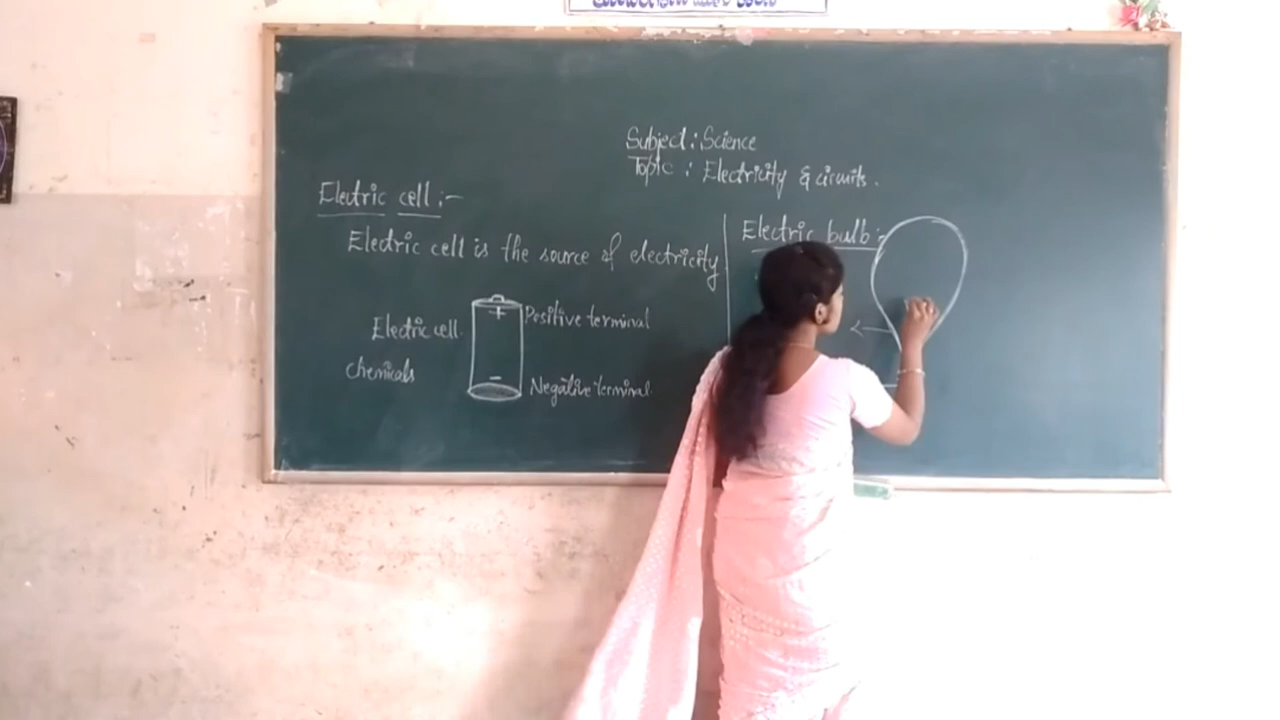 Subject : Science
Topic : Electricity & circuits.
Electric cell :-
Electric cell is the source of electricity
Electric cell.
chemicals
+
Positive terminal
-
Negative terminal.
Electric bulb :-